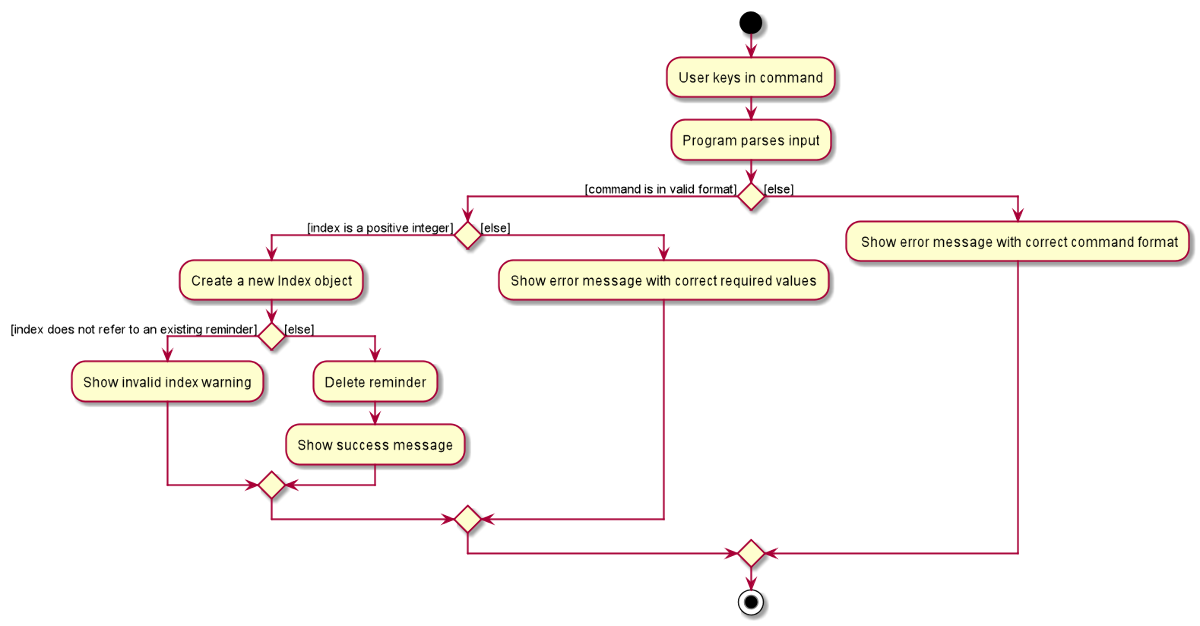 User keys in command
Program parses input
[command is in valid format]
[else]
[index is a positive integer]
[else]
Show error message with correct command format
Create a new Index object
Show error message with correct required values
[index does not refer to an existing reminder]
[else]
Show invalid index warning
Delete reminder
Show success message